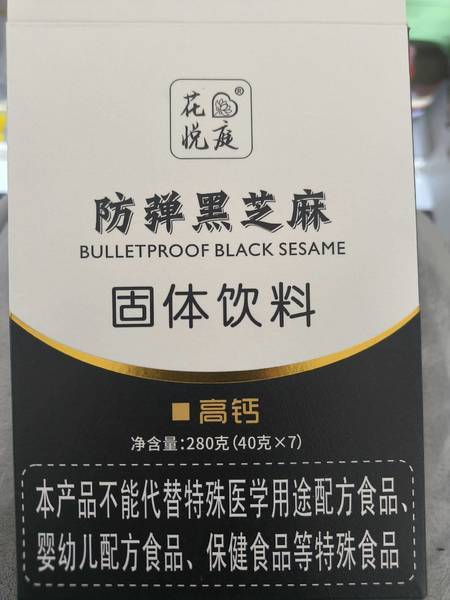 花
悦庭®
防弹黑芝麻
BULLETPROOF BLACK SESAME
固体饮料
高钙
净含量:280克(40克×7)
本产品不能代替特殊医学用途配方食品、
婴幼儿配方食品、保健食品等特殊食品